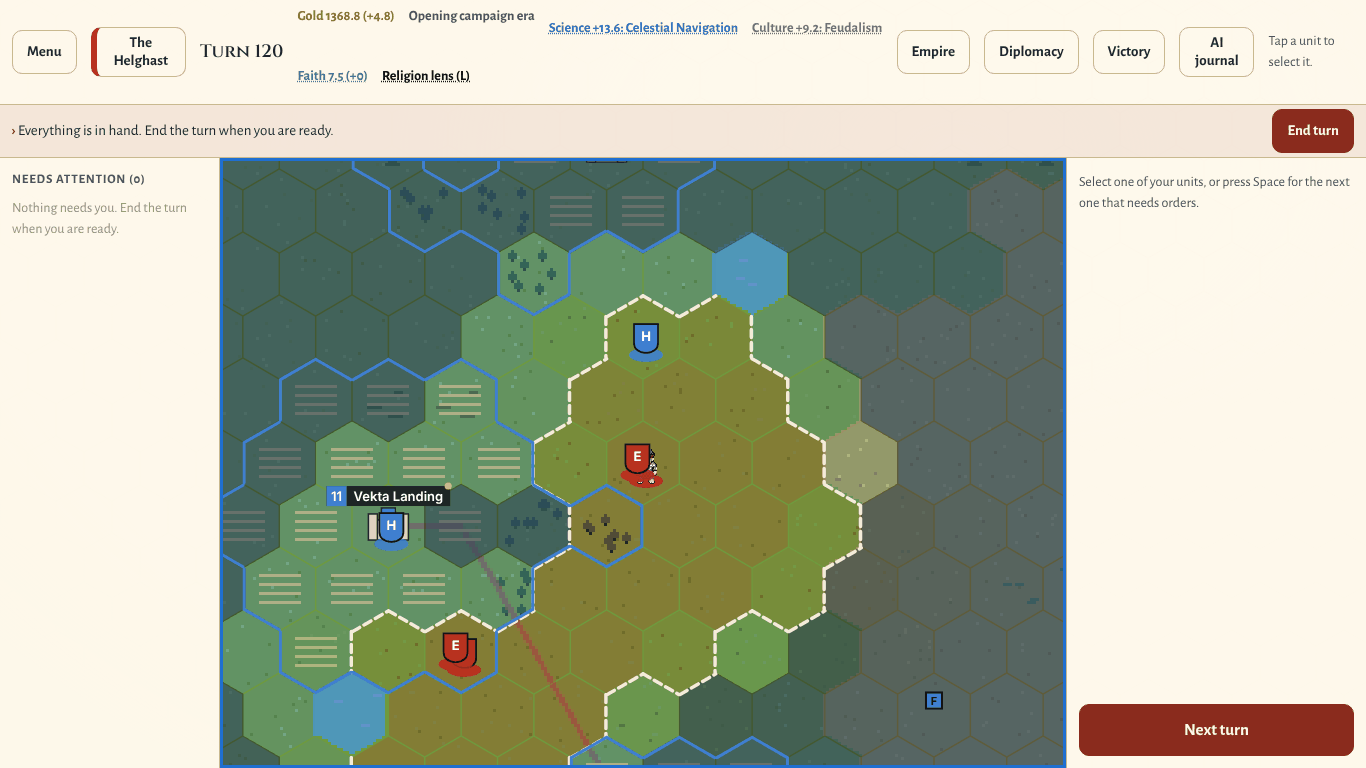 Menu
The
Helghast
TURN 120
Gold 1368.8 (+4.8) Opening campaign era
Faith 7.5 (+0) Religion lens (L)
Science +13.6: Celestial Navigation Culture +9.2: Feudalism
Empire
Diplomacy
Victory
AI
journal
Tap a unit to
select it.
› Everything is in hand. End the turn when you are ready.
End turn
NEEDS ATTENTION (0)
Nothing needs you. End the turn
when you are ready.
H
E
11 Vekta Landing
H
E
F
Select one of your units, or press Space for the next
one that needs orders.
Next turn